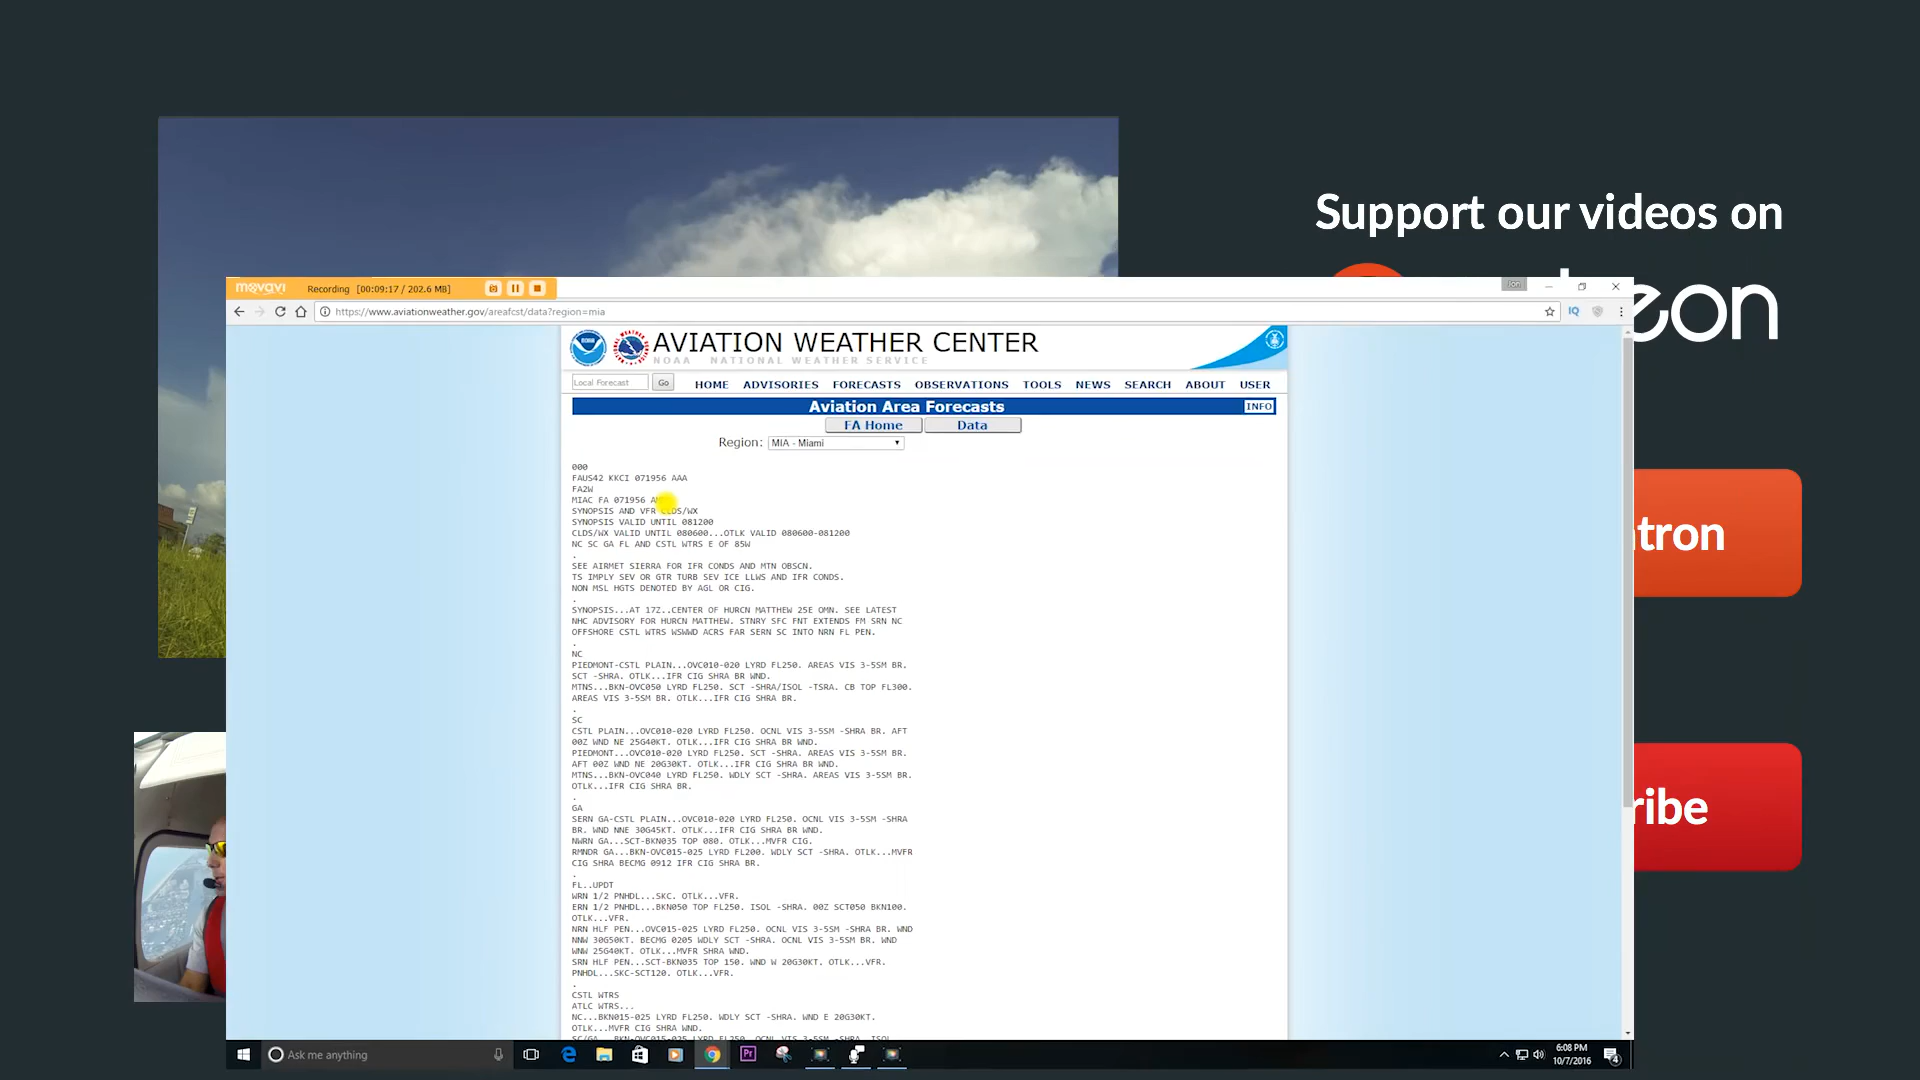 Support our videos on
eon
tron
ribe
movavi
Recording [00:09:17 / 202.6 MB]
https://www.aviationweather.gov/areafcst/data?region=mia
IQ
AVIATION WEATHER CENTER
NOAA NATIONAL WEATHER SERVICE
Local Forecast Go HOME ADVISORIES FORECASTS OBSERVATIONS TOOLS NEWS SEARCH ABOUT USER
Aviation Area Forecasts INFO
FA Home Data
Region: MIA - Miami
000
FAUS42 KKCI 071956 AAA
FA2W
MIAC FA 071956
SYNOPSIS AND VFR CLDS/WX
SYNOPSIS VALID UNTIL 081200
CLDS/WX VALID UNTIL 080600...OTLK VALID 080600-081200
NC SC GA FL AND CSTL WTRS E OF 85W
.
SEE AIRMET SIERRA FOR IFR CONDS AND MTN OBSCN.
TS IMPLY SEV OR GTR TURB SEV ICE LLWS AND IFR CONDS.
NON MSL HGTS DENOTED BY AGL OR CIG.
.
SYNOPSIS...AT 17Z..CENTER OF HURCN MATTHEW 25E OMN. SEE LATEST
NHC ADVISORY FOR HURCN MATTHEW. STNRY SFC FNT EXTENDS FM SRN NC
OFFSHORE CSTL WTRS WSWWD ACRS FAR SERN SC INTO NRN FL PEN.
.
NC
PIEDMONT-CSTL PLAIN...OVC010-020 LYRD FL250. AREAS VIS 3-5SM BR.
SCT -SHRA. OTLK...IFR CIG SHRA BR WND.
MTNS...BKN-OVC050 LYRD FL250. SCT -SHRA/ISOL -TSRA. CB TOP FL300.
AREAS VIS 3-5SM BR. OTLK...IFR CIG SHRA BR.
.
SC
CSTL PLAIN...OVC010-020 LYRD FL250. OCNL VIS 3-5SM -SHRA BR. AFT
00Z WND NE 25G40KT. OTLK...IFR CIG SHRA BR WND.
PIEDMONT...OVC010-020 LYRD FL250. SCT -SHRA. AREAS VIS 3-5SM BR.
AFT 00Z WND NE 20G30KT. OTLK...IFR CIG SHRA BR WND.
MTNS...BKN-OVC040 LYRD FL250. WDLY SCT -SHRA. AREAS VIS 3-5SM BR.
OTLK...IFR CIG SHRA BR.
.
GA
SERN GA-CSTL PLAIN...OVC010-020 LYRD FL250. OCNL VIS 3-5SM -SHRA
BR. WND NNE 30G45KT. OTLK...IFR CIG SHRA BR WND.
NWRN GA...SCT-BKN035 TOP 080. OTLK...MVFR CIG.
RMNDR GA...BKN-OVC015-025 LYRD FL200. WDLY SCT -SHRA. OTLK...MVFR
CIG SHRA BECMG 0912 IFR CIG SHRA BR.
.
FL..UPDT
WRN 1/2 PNHDL...SKC. OTLK...VFR.
ERN 1/2 PNHDL...BKN050 TOP FL250. ISOL -SHRA. 00Z SCT050 BKN100.
OTLK...VFR.
NRN HLF PEN...OVC015-025 LYRD FL250. OCNL VIS 3-5SM -SHRA BR. WND
NNW 30G50KT. BECMG 0205 WDLY SCT -SHRA. OCNL VIS 3-5SM BR. WND
WNW 25G40KT. OTLK...MVFR SHRA WND.
SRN HLF PEN...SCT-BKN035 TOP 150. WND W 20G30KT. OTLK...VFR.
PNHDL...SKC-SCT120. OTLK...VFR.
.
CSTL WTRS
ATLC WTRS...
NC...BKN015-025 LYRD FL250. WDLY SCT -SHRA. WND E 20G30KT.
OTLK...MVFR CIG SHRA WND.
SC/GA...BKN-OVC015-025 LYRD FL250. OCNL VIS 3-5SM -SHRA. ISOL
Ask me anything
Pr
6:08 PM
10/7/2016
4